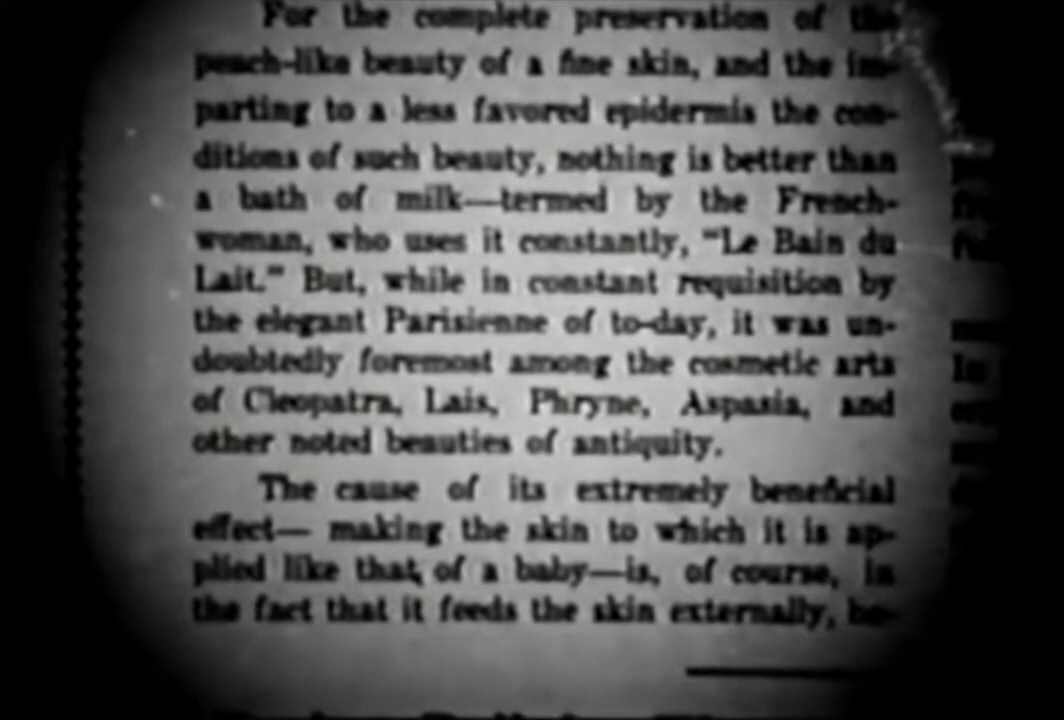 For the complete preservation of the
peach-like beauty of a fine skin, and the im-
parting to a less favored epidermis the con-
ditions of such beauty, nothing is better than
a bath of milk—termed by the French-
woman, who uses it constantly, "Le Bain du
Lait." But, while in constant requisition by
the elegant Parisienne of to-day, it was un-
doubtedly foremost among the cosmetic arts
of Cleopatra, Lais, Phryne, Aspasia, and
other noted beauties of antiquity.
The cause of its extremely beneficial
effect— making the skin to which it is ap-
plied like that, of a baby—is, of course, in
the fact that it feeds the skin externally, be-